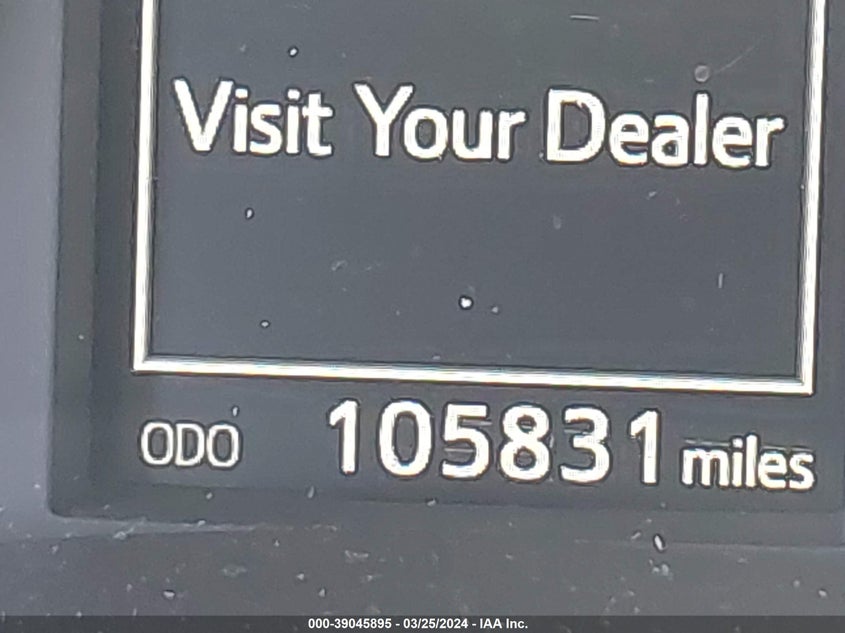 Visit Your Dealer
ODO 105831 miles
000-39045895 - 03/25/2024 - IAA Inc.